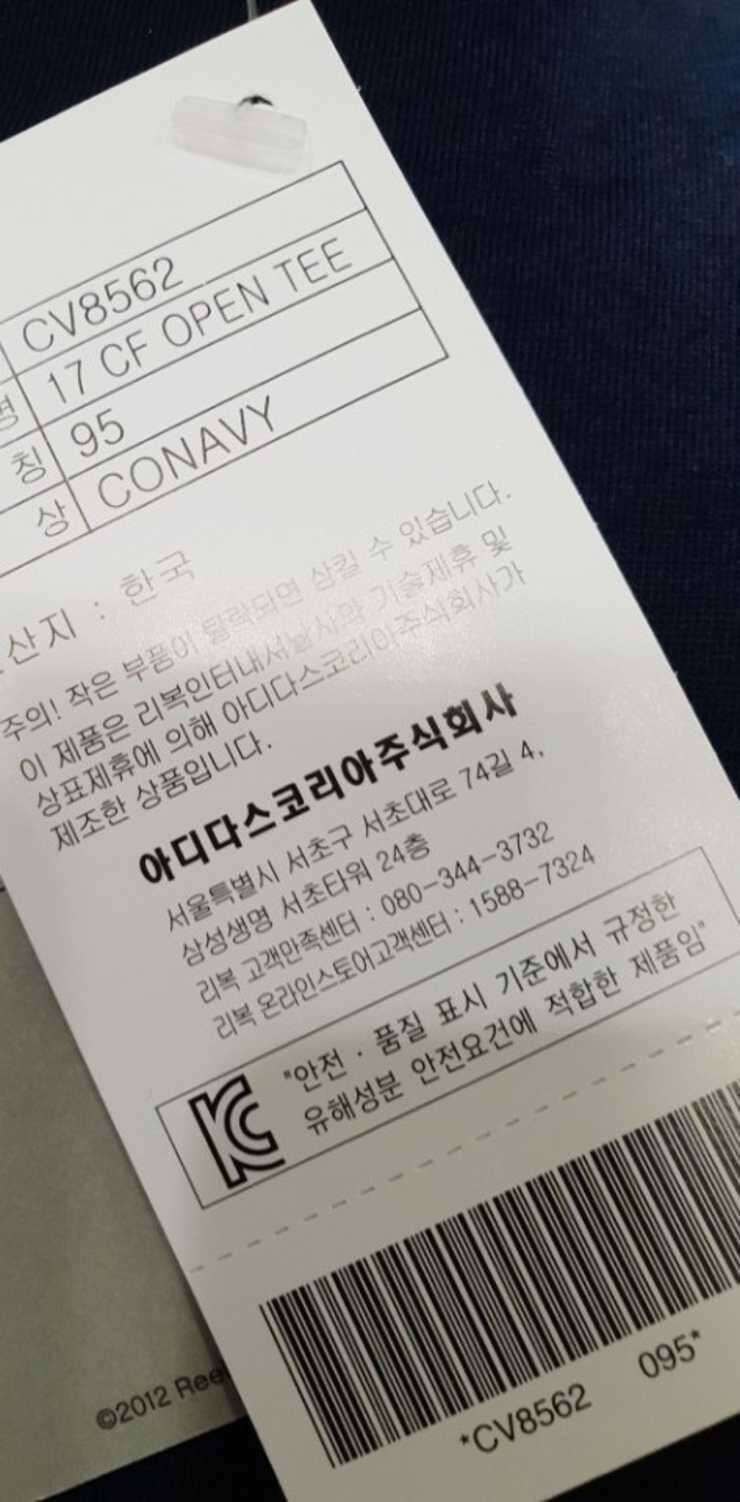 CV8562
명 17 CF OPEN TEE
칭 95
상 CONAVY
산지 : 한국
주의! 작은 부품이 탈락되면 삼킬 수 있습니다.
이 제품은 리복인터내셔날시와 기술제휴 및
상표제휴에 의해 아디다스코리아주식회사가
제조한 상품입니다.
아디다스코리아주식회사
서울특별시 서초구 서초대로 74길 4,
삼성생명 서초타워 24층
리복 고객만족센터 : 080-344-3732
리복 온라인스토어고객센터 : 1588-7324
"안전 · 품질 표시 기준에서 규정한
유해성분 안전요건에 적합한 제품임"
*CV8562 095*
©2012 Ree